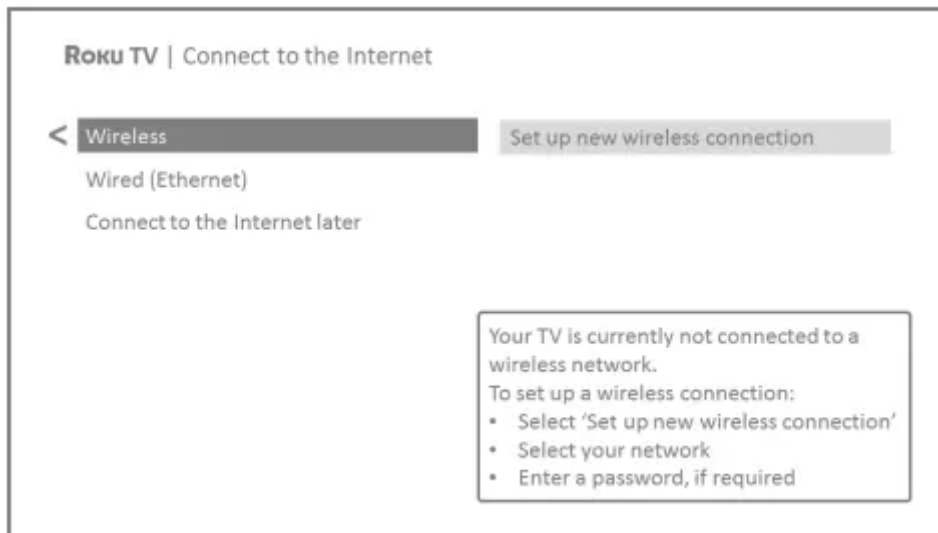 Roku TV | Connect to the Internet
< Wireless
Set up new wireless connection
Wired (Ethernet)
Connect to the Internet later
Your TV is currently not connected to a
wireless network.
To set up a wireless connection:
• Select ‘Set up new wireless connection’
• Select your network
• Enter a password, if required